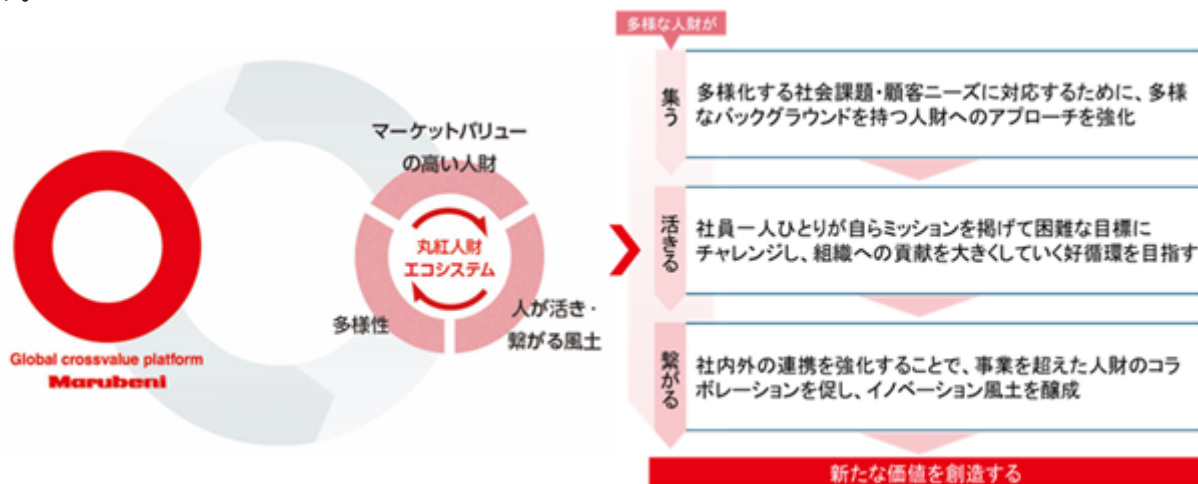 マーケットバリュー
の高い人財
丸紅人財
エコシステム
多様性
人が活き・
繋がる風土
Global crossvalue platform
Marubeni
多様な人財が
集う
多様化する社会課題・顧客ニーズに対応するために、多様
なバックグラウンドを持つ人財へのアプローチを強化
活きる
社員一人ひとりが自らミッションを掲げて困難な目標に
チャレンジし、組織への貢献を大きくしていく好循環を目指す
繋がる
社内外の連携を強化することで、事業を超えた人財のコラ
ボレーションを促し、イノベーション風土を醸成
新たな価値を創造する